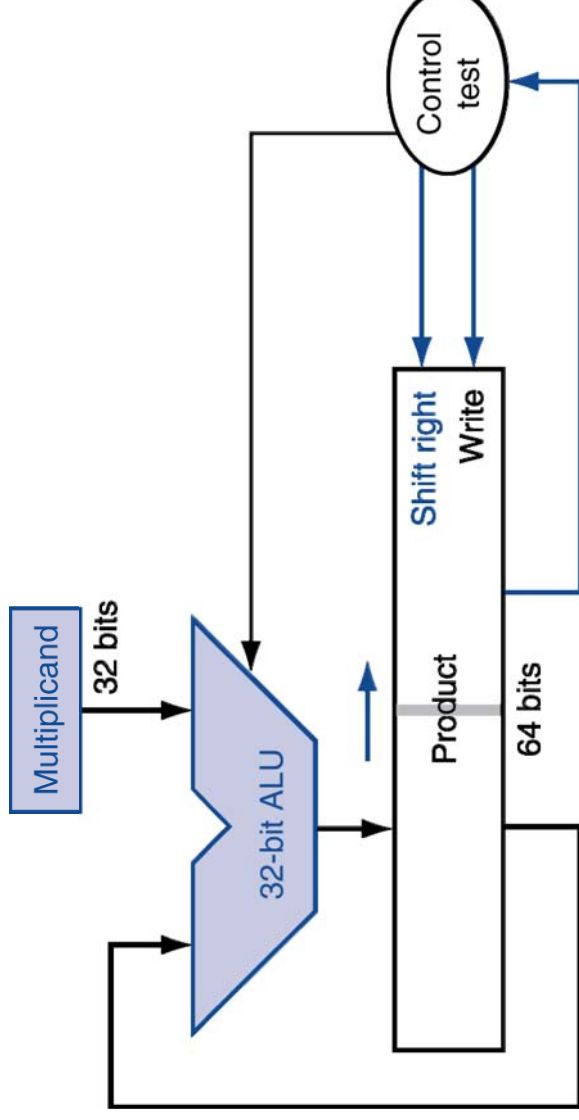 Multiplicand
32 bits
32-bit ALU
Product
Shift right
Write
64 bits
Control
test